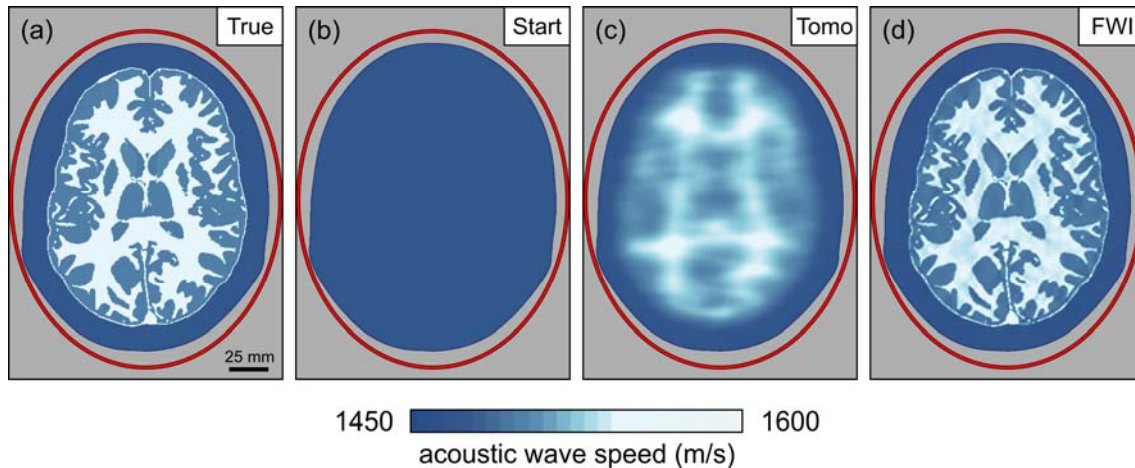 (a) True
(b) Start
(c) Tomo
(d) FWI
25 mm
1450 1600
acoustic wave speed (m/s)